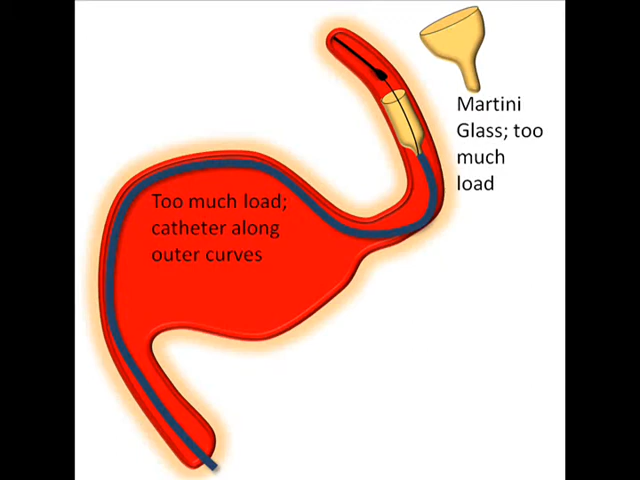 Martini
Glass; too
much
load
Too much load;
catheter along
outer curves